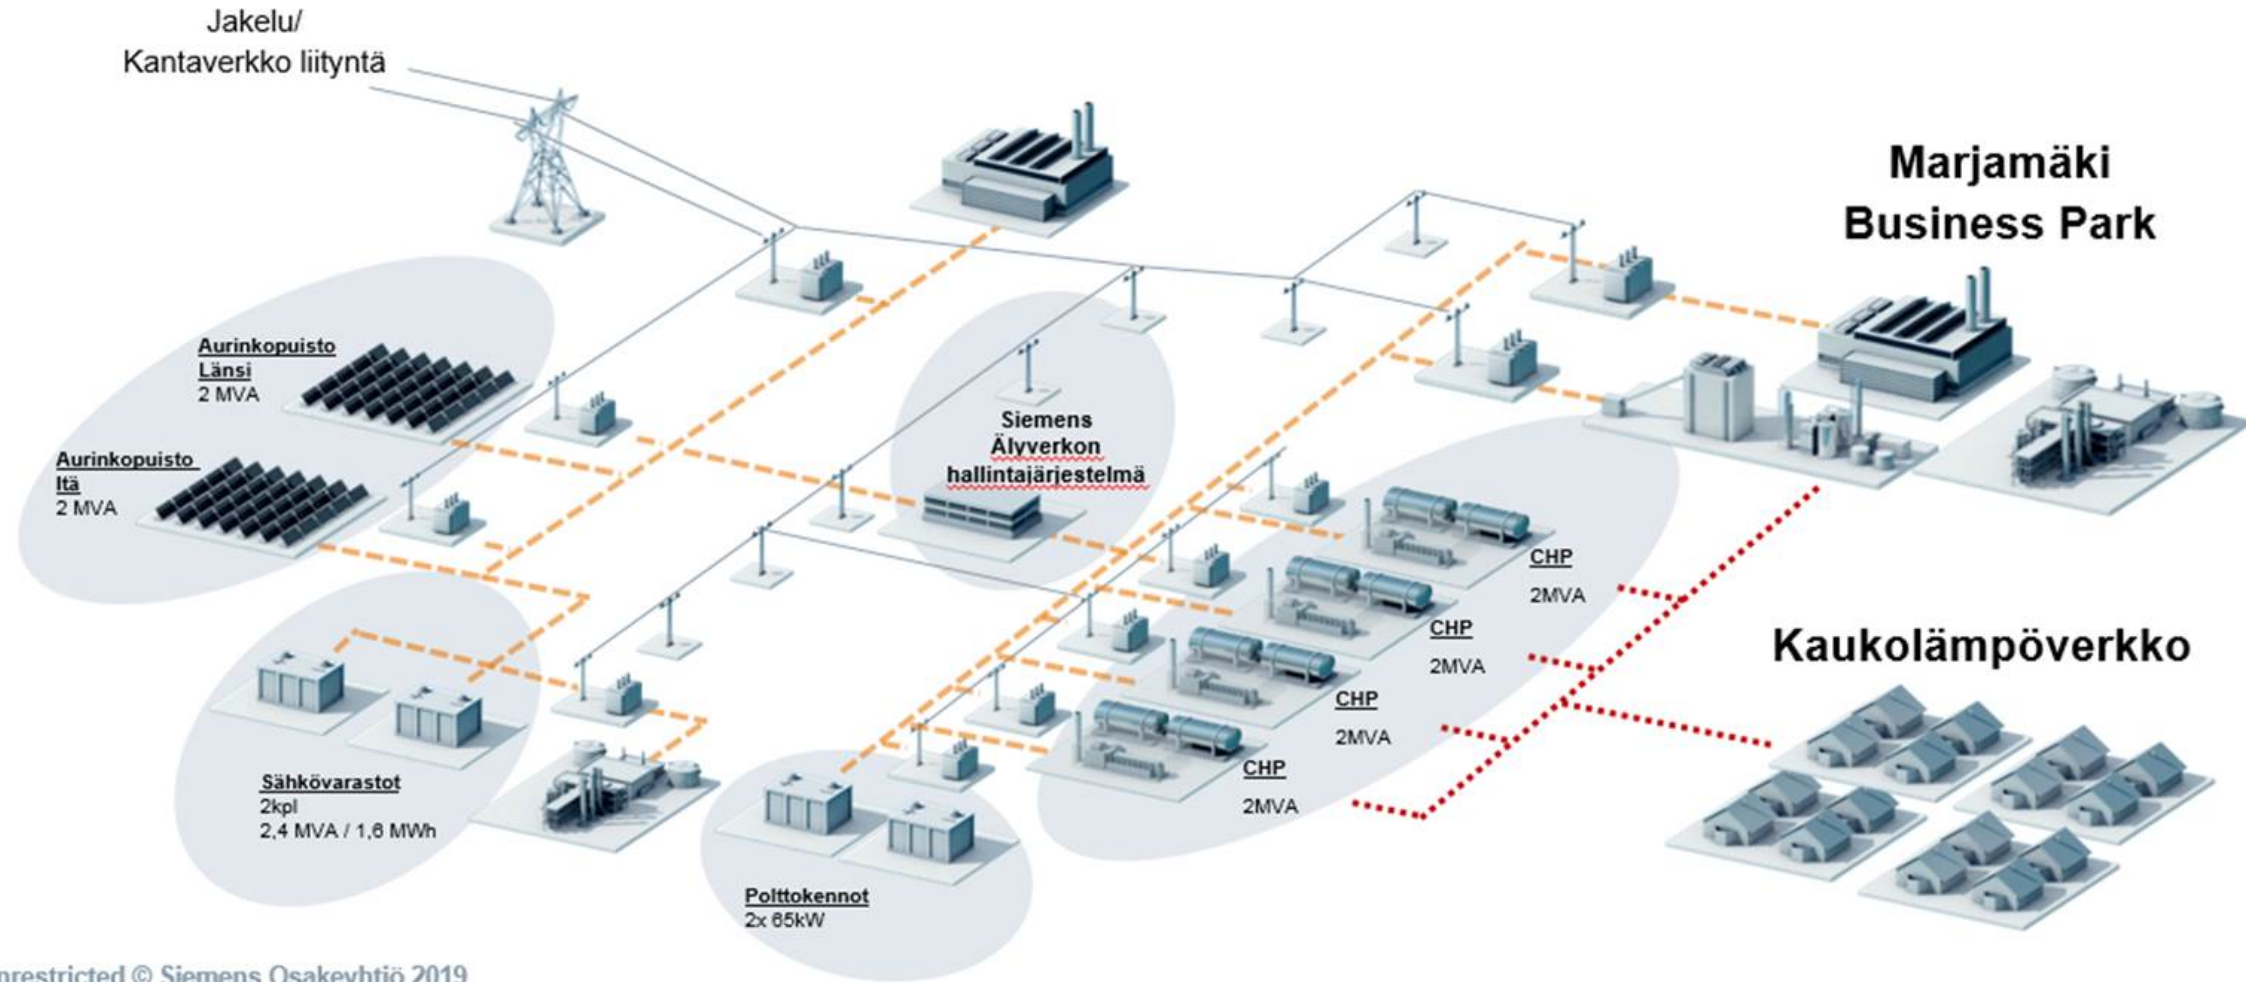 Jakelu/
Kantaverkko liityntä
Marjamäki
Business Park
Aurinkopuisto
Länsi
2 MVA
Aurinkopuisto
Itä
2 MVA
Siemens
Älyverkon
hallintajärjestelmä
CHP
2MVA
CHP
2MVA
CHP
2MVA
CHP
2MVA
Kaukolämpöverkko
Sähkövarastot
2kpl
2,4 MVA / 1,6 MWh
Polttokennot
2x 65kW
nrestricted © Siemens Osakeyhtiö 2019